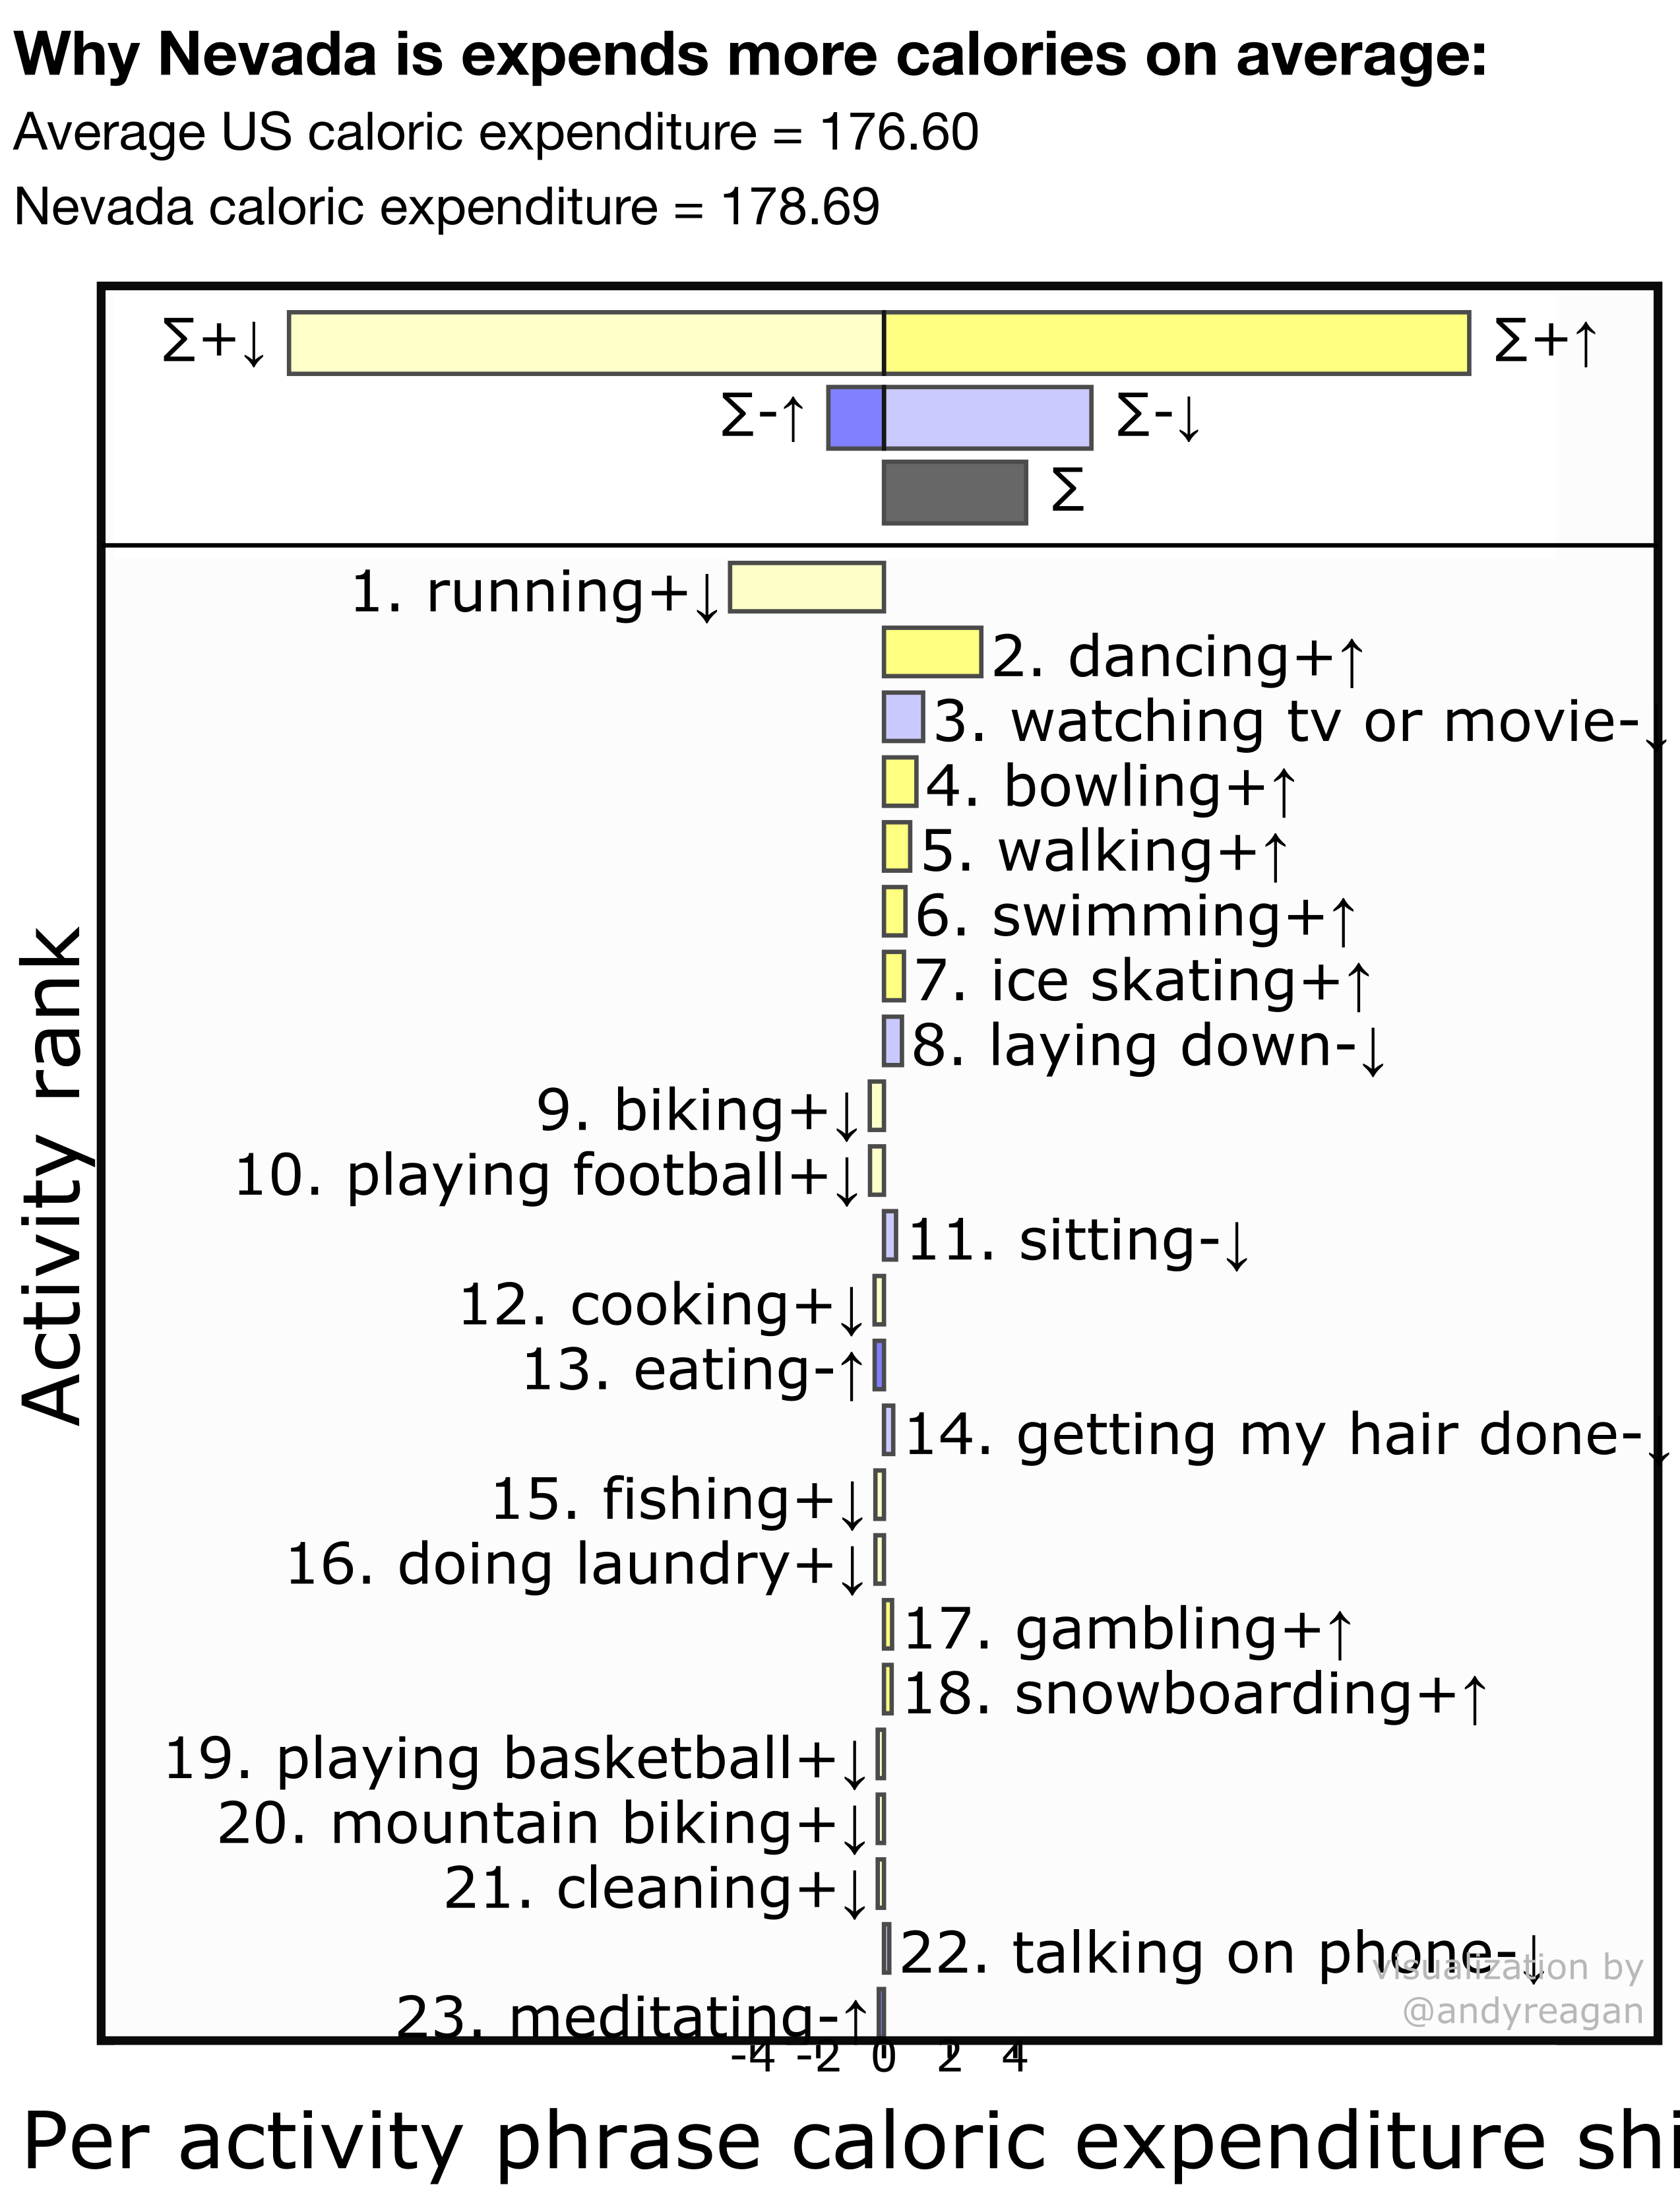 Why Nevada is expends more calories on average:
Average US caloric expenditure = 176.60
Nevada caloric expenditure = 178.69
∑+↓
∑+↑
∑-↑
∑-↓
∑
1. running+↓
2. dancing+↑
3. watching tv or movie-↓
4. bowling+↑
5. walking+↑
6. swimming+↑
7. ice skating+↑
8. laying down-↓
9. biking+↓
10. playing football+↓
11. sitting-↓
12. cooking+↓
13. eating-↑
14. getting my hair done-↓
15. fishing+↓
16. doing laundry+↓
17. gambling+↑
18. snowboarding+↑
19. playing basketball+↓
20. mountain biking+↓
21. cleaning+↓
22. talking on phone-↓
23. meditating-↑
visualization by
@andyreagan
Activity rank
-4 -2 0 2 4
Per activity phrase caloric expenditure shi